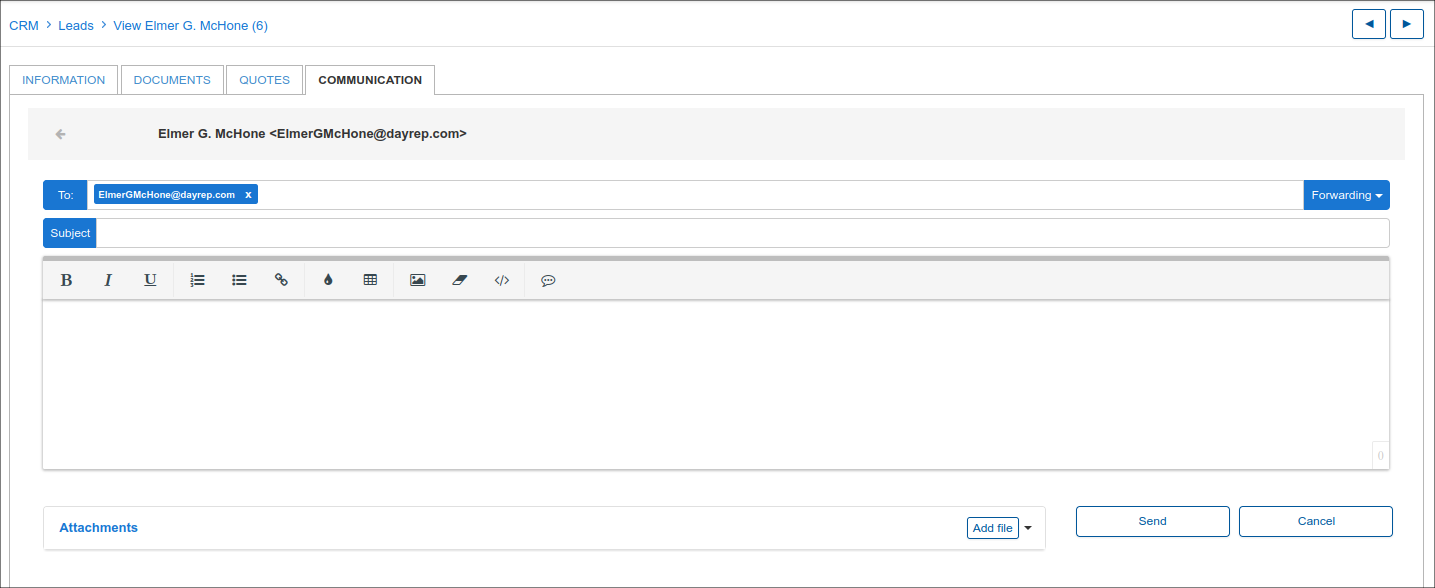 CRM > Leads > View Elmer G. McHone (6)
INFORMATION DOCUMENTS QUOTES COMMUNICATION
Elmer G. McHone <ElmerGMcHone@dayrep.com>
To: ElmerGMcHone@dayrep.com x Forwarding
Subject
B I U
0
Attachments Add file Send Cancel